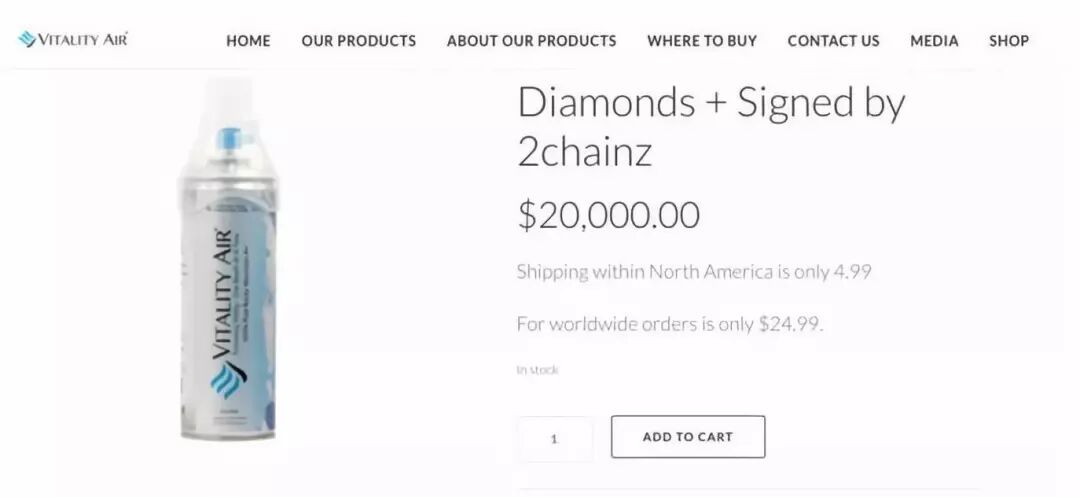 VITALITY AIR
HOME OUR PRODUCTS ABOUT OUR PRODUCTS WHERE TO BUY CONTACT US MEDIA SHOP
VITALITY AIR
Diamonds + Signed by
2chainz
$20,000.00
Shipping within North America is only 4.99
For worldwide orders is only $24.99.
In stock
1
ADD TO CART